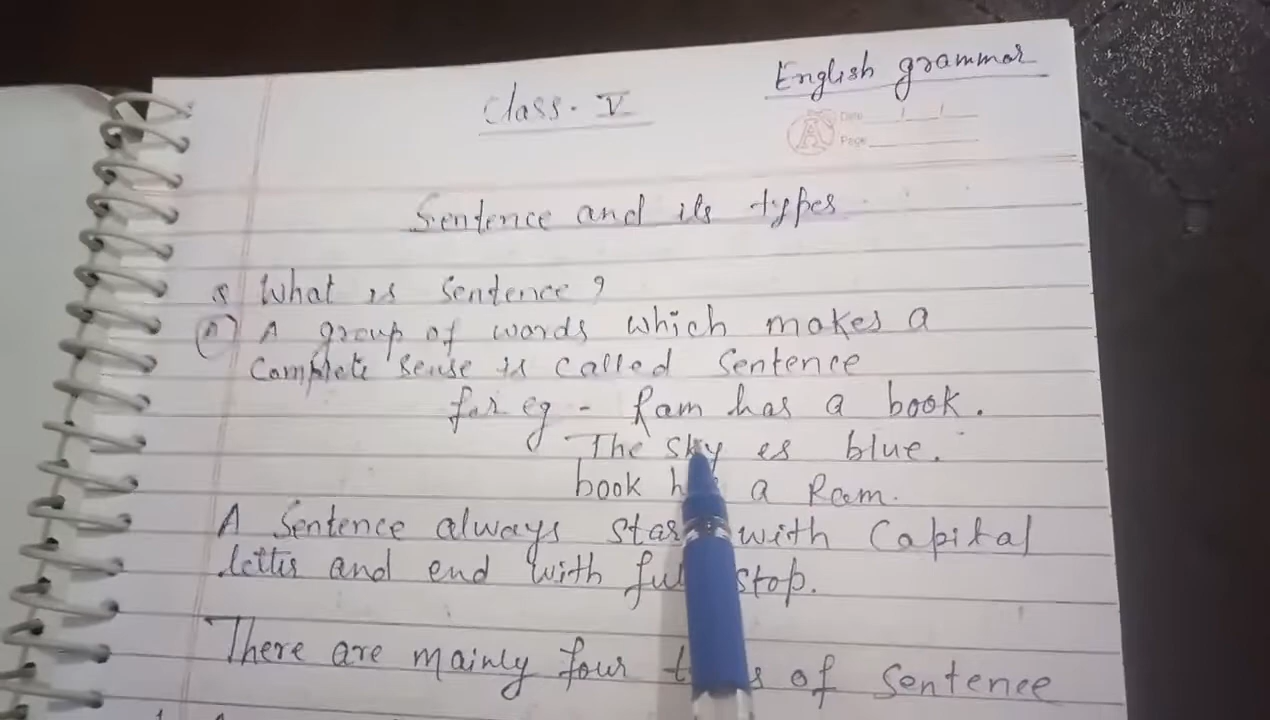 English grammar
Class. V
Date / /
Page
Sentence and its types
What is Sentence?
A group of words which makes a
Complete sense is called Sentence
for eg - Ram has a book.
The Sky is blue.
book a Ram.
A Sentence always with Capital
letter and end with stop.
There are mainly four of Sentence